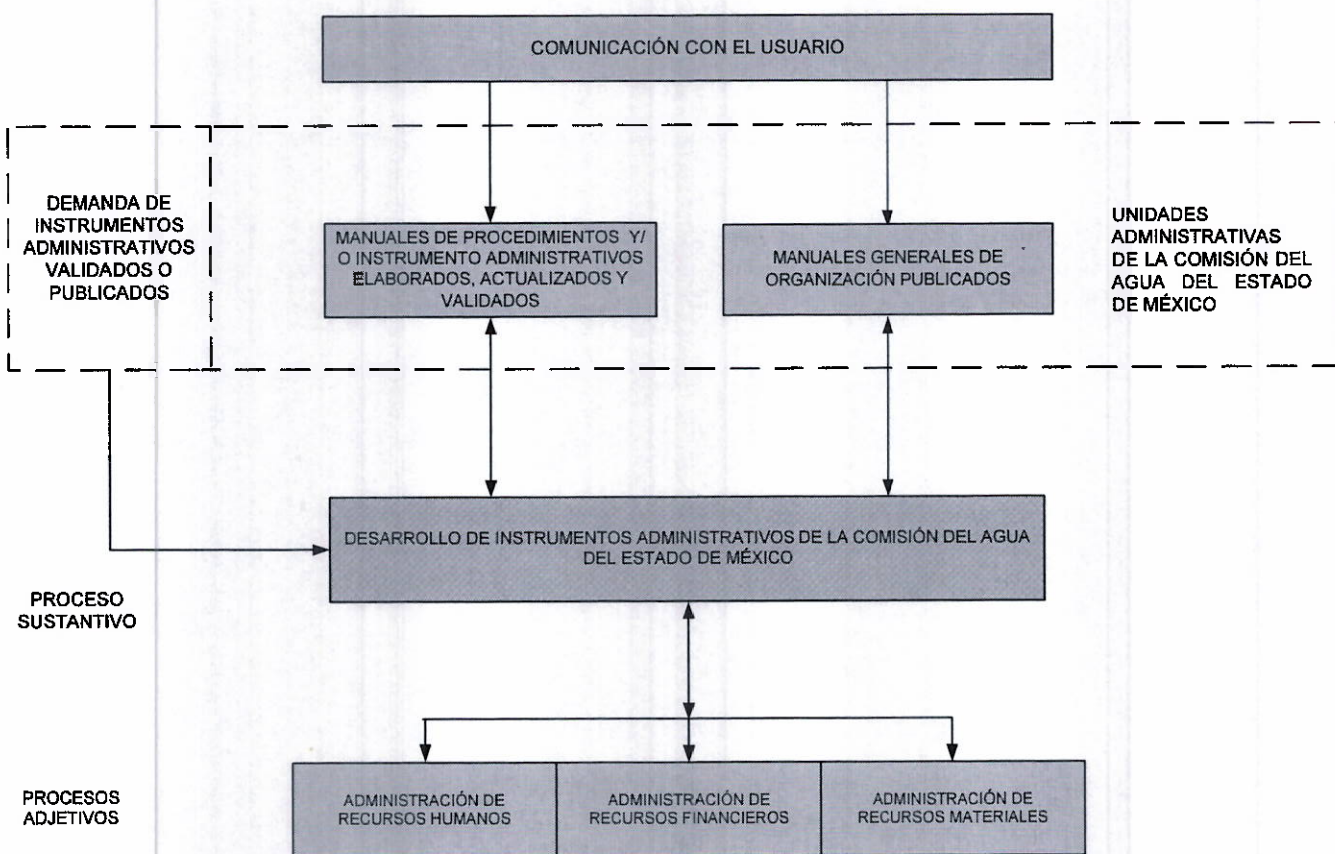 COMUNICACIÓN CON EL USUARIO
DEMANDA DE
INSTRUMENTOS
ADMINISTRATIVOS
VALIDADOS O
PUBLICADOS
MANUALES DE PROCEDIMIENTOS Y/
O INSTRUMENTO ADMINISTRATIVOS
ELABORADOS, ACTUALIZADOS Y
VALIDADOS
MANUALES GENERALES DE
ORGANIZACIÓN PUBLICADOS
UNIDADES
ADMINISTRATIVAS
DE LA COMISIÓN DEL
AGUA DEL ESTADO
DE MÉXICO
DESARROLLO DE INSTRUMENTOS ADMINISTRATIVOS DE LA COMISIÓN DEL AGUA
DEL ESTADO DE MÉXICO
PROCESO
SUSTANTIVO
PROCESOS
ADJETIVOS
ADMINISTRACIÓN DE
RECURSOS HUMANOS
ADMINISTRACIÓN DE
RECURSOS FINANCIEROS
ADMINISTRACIÓN DE
RECURSOS MATERIALES